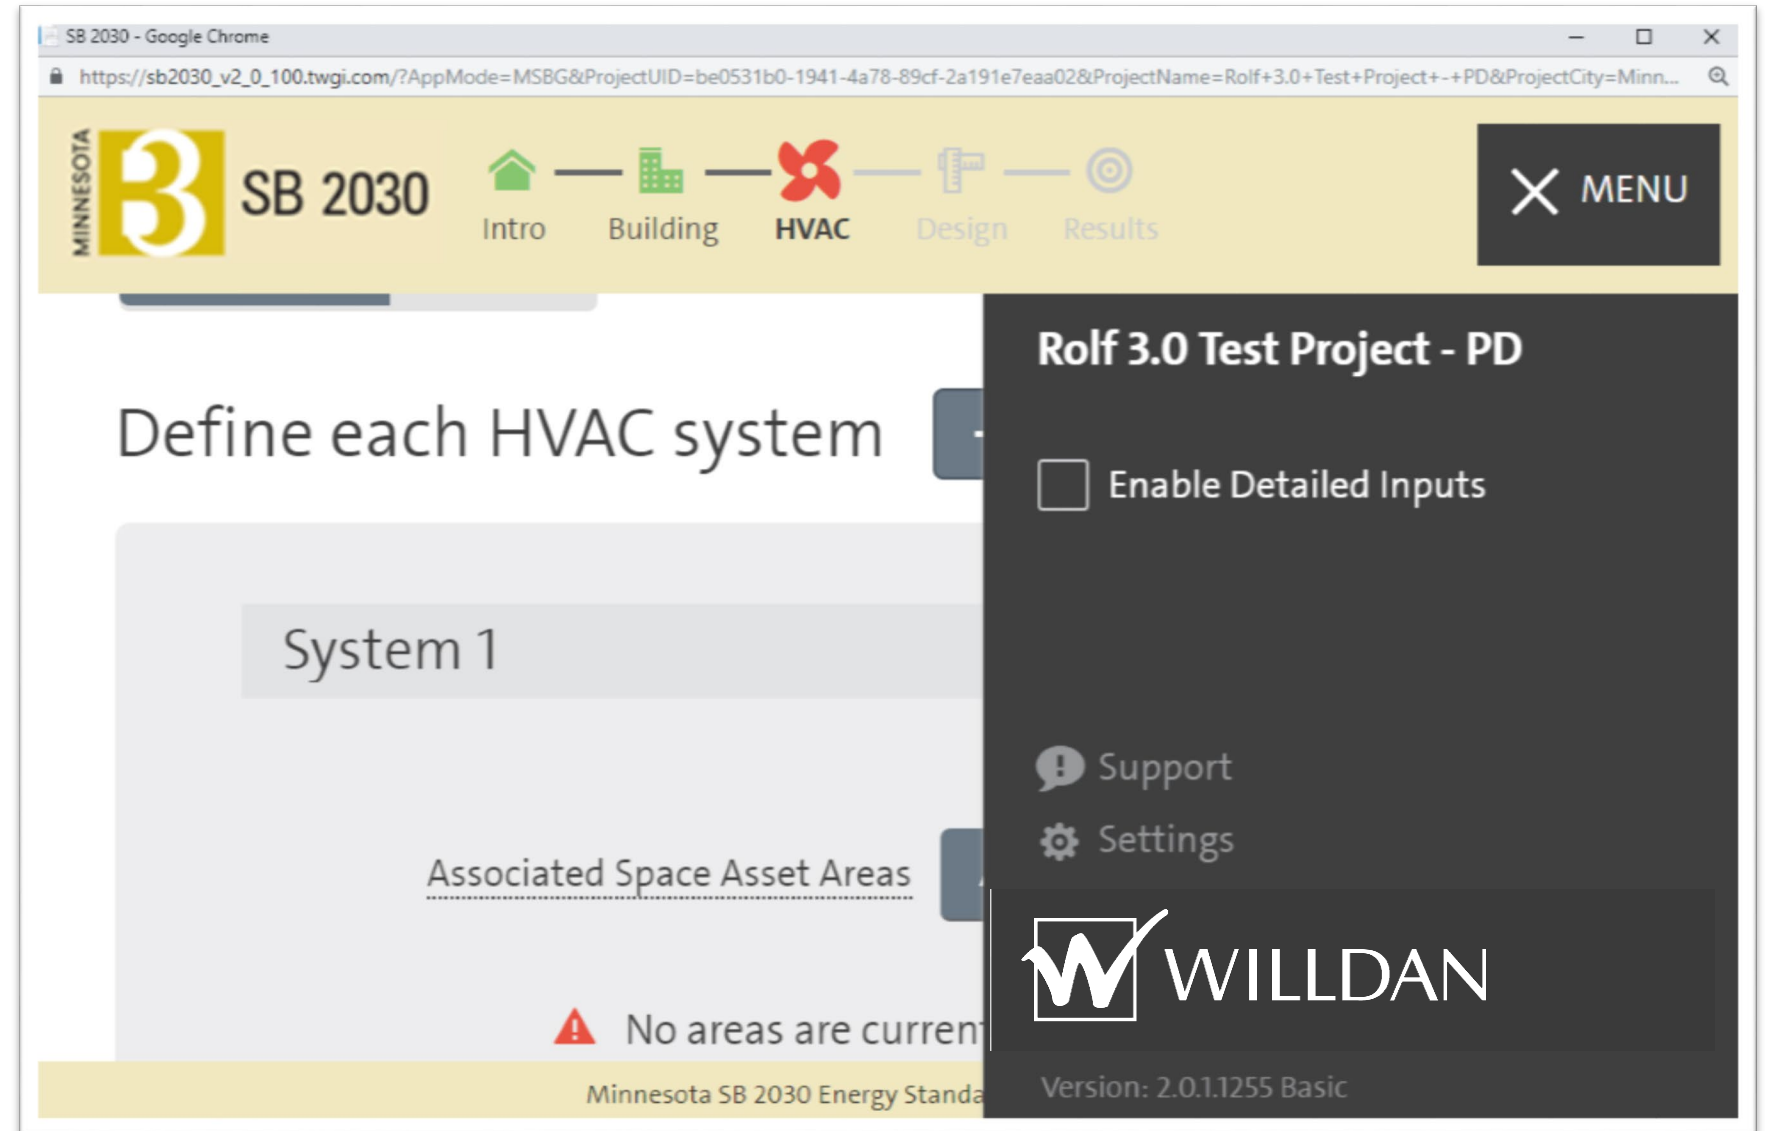 SB 2030 - Google Chrome
https://sb2030_v2_0_100.twgi.com/?AppMode=MSBG&ProjectUID=be0531b0-1941-4a78-89cf-2a191e7eaa02&ProjectName=Rolf+3.0+Test+Project+-+PD&ProjectCity=Minn...
MINNESOTA
B3
SB 2030
Intro Building HVAC Design Results
MENU
Define each HVAC system
System 1
Associated Space Asset Areas
No areas are current
Minnesota SB 2030 Energy Standa
Rolf 3.0 Test Project - PD
Enable Detailed Inputs
Support
Settings
W WILLDAN
Version: 2.0.1.1255 Basic